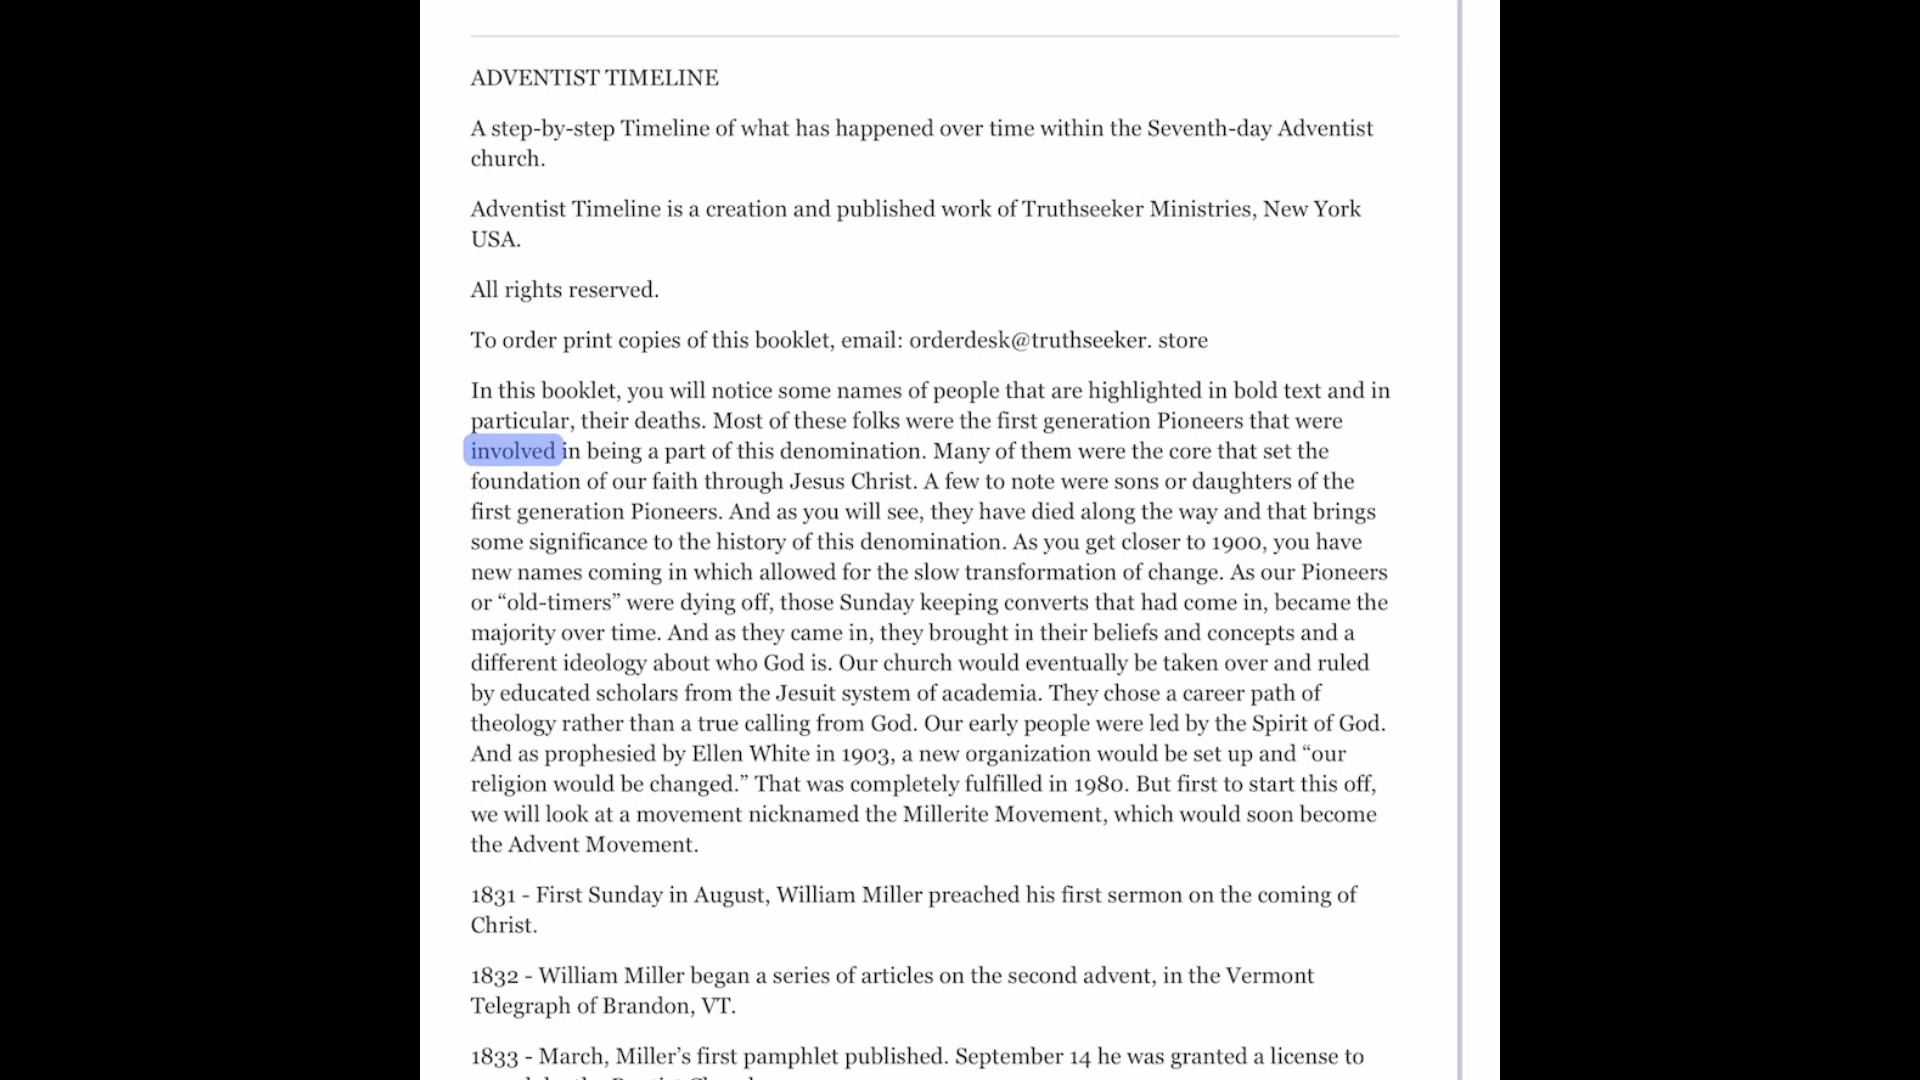 ADVENTIST TIMELINE
A step-by-step Timeline of what has happened over time within the Seventh-day Adventist
church.
Adventist Timeline is a creation and published work of Truthseeker Ministries, New York
USA.
All rights reserved.
To order print copies of this booklet, email: orderdesk@truthseeker. store
In this booklet, you will notice some names of people that are highlighted in bold text and in
particular, their deaths. Most of these folks were the first generation Pioneers that were
involved in being a part of this denomination. Many of them were the core that set the
foundation of our faith through Jesus Christ. A few to note were sons or daughters of the
first generation Pioneers. And as you will see, they have died along the way and that brings
some significance to the history of this denomination. As you get closer to 1900, you have
new names coming in which allowed for the slow transformation of change. As our Pioneers
or “old-timers” were dying off, those Sunday keeping converts that had come in, became the
majority over time. And as they came in, they brought in their beliefs and concepts and a
different ideology about who God is. Our church would eventually be taken over and ruled
by educated scholars from the Jesuit system of academia. They chose a career path of
theology rather than a true calling from God. Our early people were led by the Spirit of God.
And as prophesied by Ellen White in 1903, a new organization would be set up and “our
religion would be changed.” That was completely fulfilled in 1980. But first to start this off,
we will look at a movement nicknamed the Millerite Movement, which would soon become
the Advent Movement.
1831 - First Sunday in August, William Miller preached his first sermon on the coming of
Christ.
1832 - William Miller began a series of articles on the second advent, in the Vermont
Telegraph of Brandon, VT.
1833 - March, Miller’s first pamphlet published. September 14 he was granted a license to